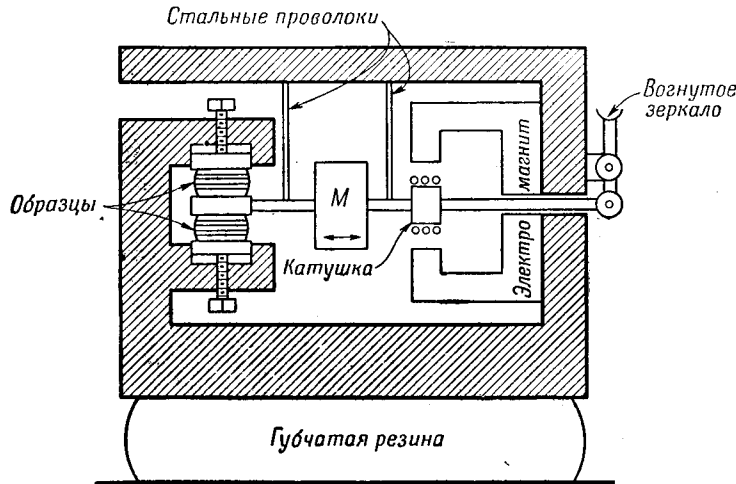 Стальные проволоки
Вогнутое
зеркало
Образцы
М
Катушка
Электро магнит
Губчатая резина